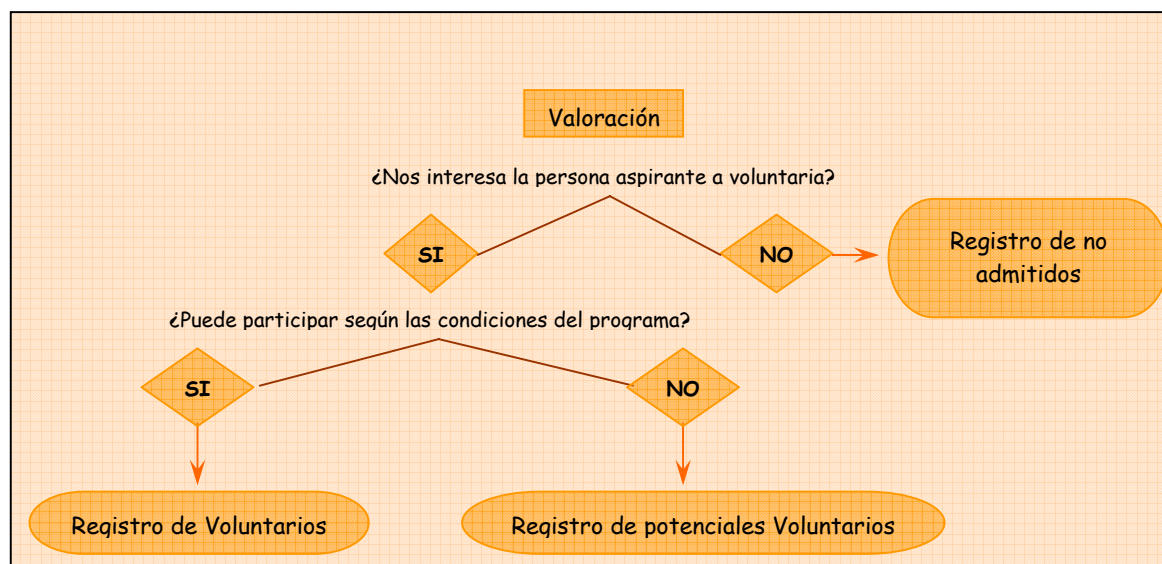 Valoración
¿Nos interesa la persona aspirante a voluntaria?
SI
NO
Registro de no
admitidos
¿Puede participar según las condiciones del programa?
SI
NO
Registro de Voluntarios
Registro de potenciales Voluntarios